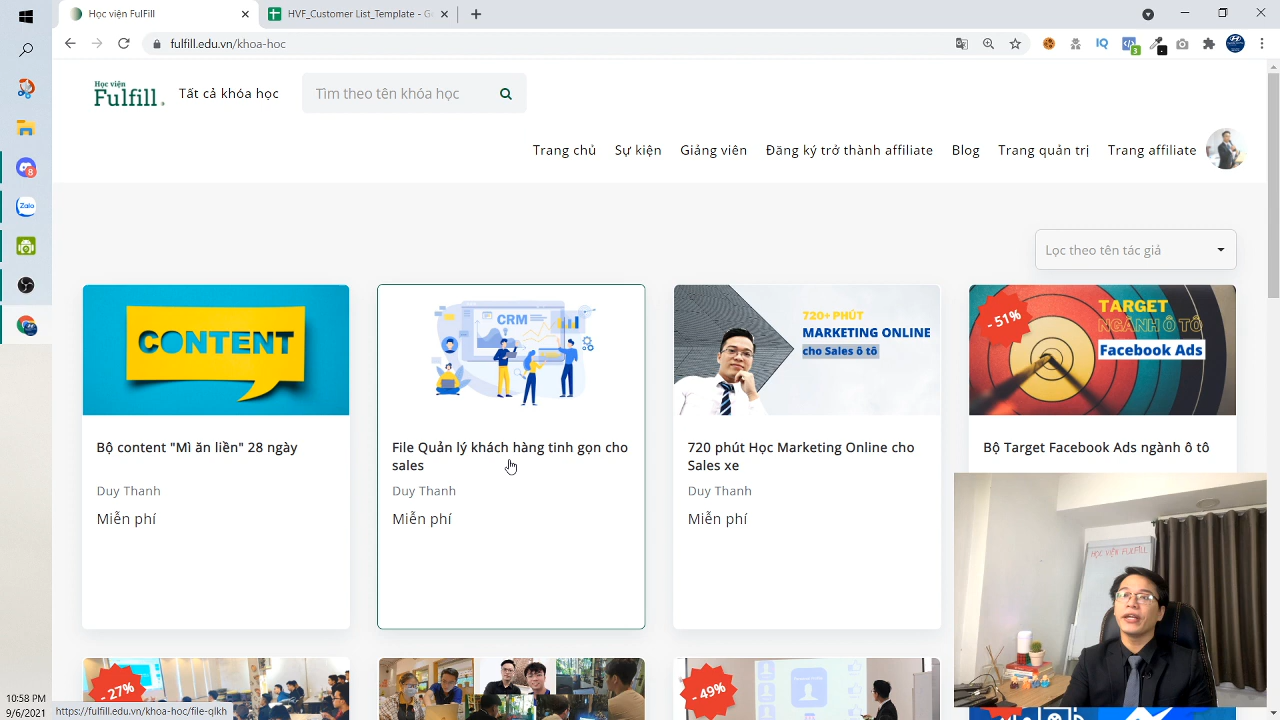 Học viện FulFill
HVF_Customer List_Template - G
fulfill.edu.vn/khoa-hoc
IQ
3
Học viện
Fulfill
Tất cả khóa học
Tìm theo tên khóa học
Trang chủ
Sự kiện
Giảng viên
Đăng ký trở thành affiliate
Blog
Trang quản trị
Trang affiliate
8
Zalo
Lọc theo tên tác giả
CONTENT
CRM
720+ PHÚT
MARKETING ONLINE
cho Sales ô tô
- 51%
TARGET
NGÀNH Ô TÔ
Facebook Ads
Bộ content "Mì ăn liền" 28 ngày
Duy Thanh
Miễn phí
File Quản lý khách hàng tinh gọn cho
sales
Duy Thanh
Miễn phí
720 phút Học Marketing Online cho
Sales xe
Duy Thanh
Miễn phí
Bộ Target Facebook Ads ngành ô tô
HỌC VIỆN FULFILL
- 27%
- 49%
10:58 PM
9/6/2021
https://fulfill.edu.vn/khoa-hoc/file-qlkh